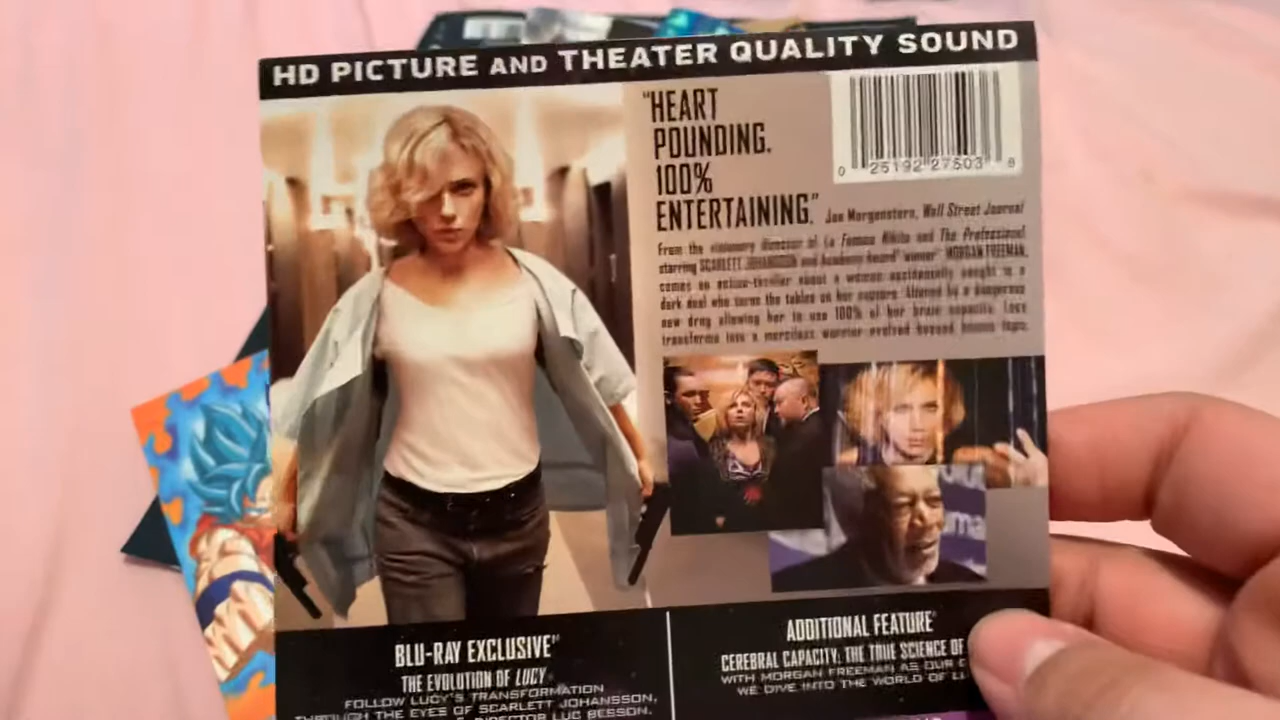 HD PICTURE AND THEATER QUALITY SOUND
"HEART
POUNDING.
100%
ENTERTAINING."
Joe Morgenstern, Wall Street Journal
0 25192 27503 8
From the visionary director of La Femme Nikita and The Professional
starring SCARLETT JOHANSSON and Academy Award® winner MORGAN FREEMAN,
comes an action-thriller about a woman accidentally caught in a
dark deal who turns the tables on her captors. Altered by a dangerous
new drug allowing her to use 100% of her brain capacity, Lucy
transforms into a merciless warrior evolved beyond human logic.
BLU-RAY EXCLUSIVE
THE EVOLUTION OF LUCY
FOLLOW LUCY'S TRANSFORMATION
THROUGH THE EYES OF SCARLETT JOHANSSON,
DIRECTOR LUC BESSON.
ADDITIONAL FEATURE
CEREBRAL CAPACITY: THE TRUE SCIENCE OF
WITH MORGAN FREEMAN AS OUR
WE DIVE INTO THE WORLD OF